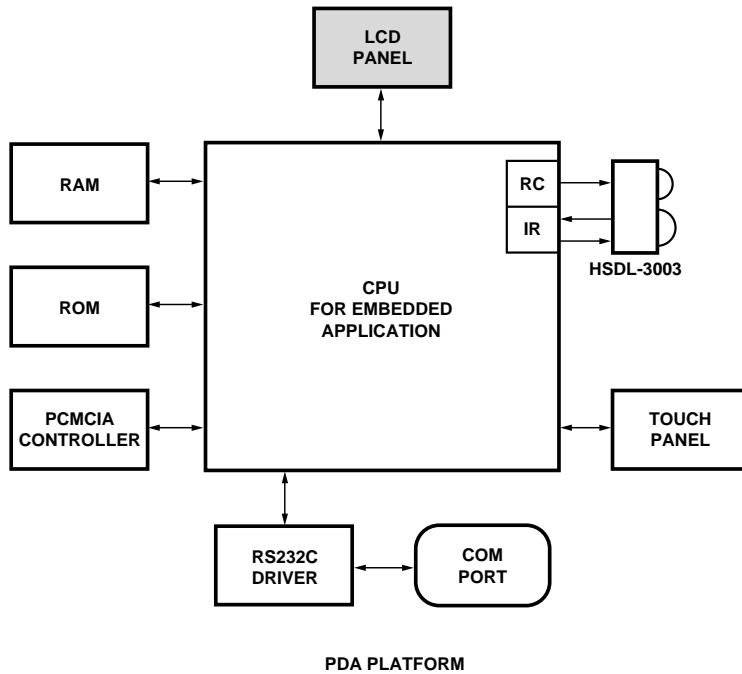 LCD
PANEL
RAM
RC
IR
HSDL-3003
ROM
CPU
FOR EMBEDDED
APPLICATION
PCMCIA
CONTROLLER
TOUCH
PANEL
RS232C
DRIVER
COM
PORT
PDA PLATFORM